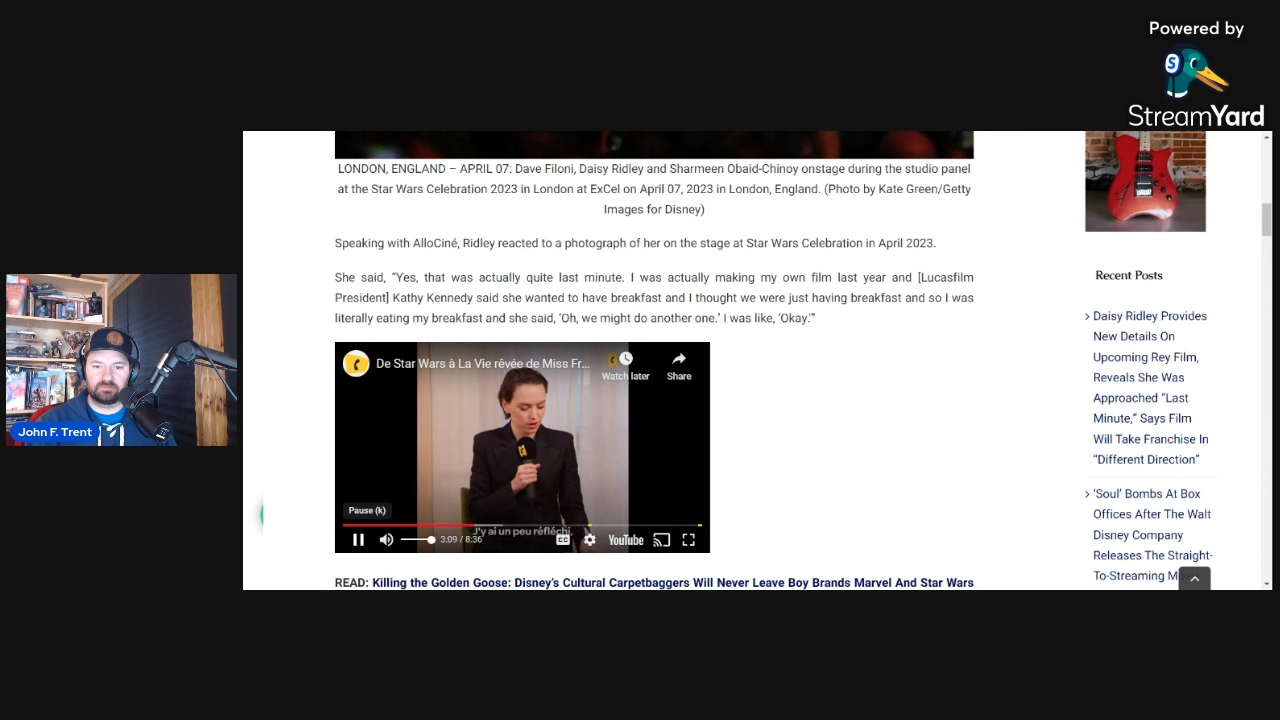 Powered by
StreamYard
LONDON, ENGLAND – APRIL 07: Dave Filoni, Daisy Ridley and Sharmeen Obaid-Chinoy onstage during the studio panel
at the Star Wars Celebration 2023 in London at ExCel on April 07, 2023 in London, England. (Photo by Kate Green/Getty
Images for Disney)
Speaking with AlloCiné, Ridley reacted to a photograph of her on the stage at Star Wars Celebration in April 2023.
She said, “Yes, that was actually quite last minute. I was actually making my own film last year and [Lucasfilm
President] Kathy Kennedy said she wanted to have breakfast and I thought we were just having breakfast and so I was
literally eating my breakfast and she said, ‘Oh, we might do another one.’ I was like, ‘Okay.’”
De Star Wars à La Vie rêvée de Miss Fr...
Watch later
Share
Pause (k)
J'y ai un peu réfléchi,
3:09 / 8:36
CC
YouTube
READ: Killing the Golden Goose: Disney’s Cultural Carpetbaggers Will Never Leave Boy Brands Marvel And Star Wars
Recent Posts
Daisy Ridley Provides
New Details On
Upcoming Rey Film,
Reveals She Was
Approached “Last
Minute,” Says Film
Will Take Franchise In
“Different Direction”
‘Soul’ Bombs At Box
Offices After The Walt
Disney Company
Releases The Straight-
To-Streaming
John F. Trent